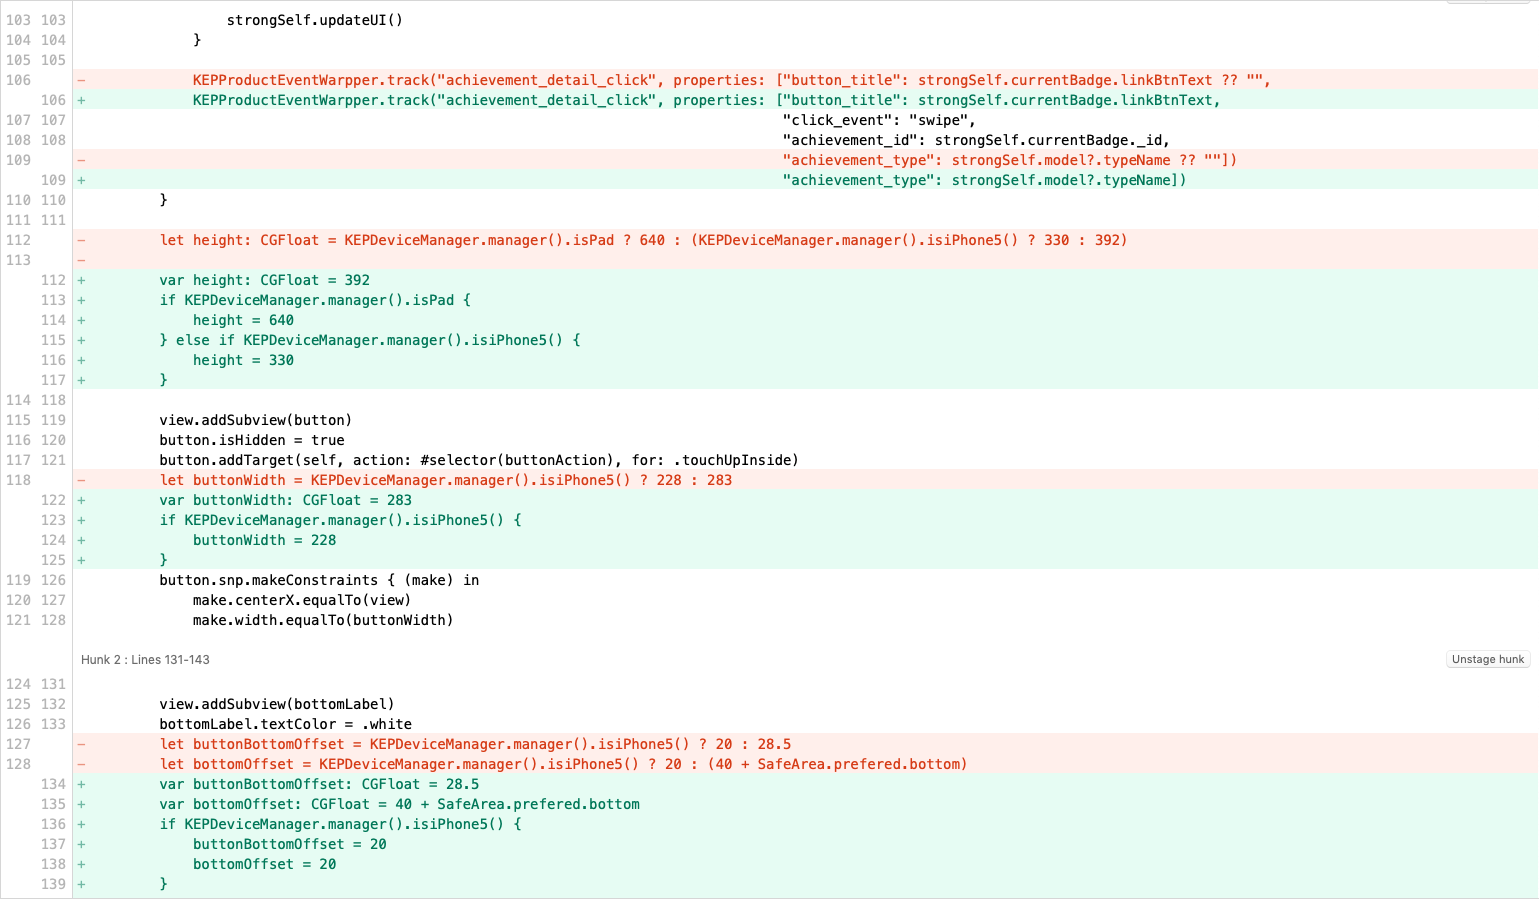 103 103                 strongSelf.updateUI()
104 104             }
105 105
106     -             KEPProductEventWarpper.track("achievement_detail_click", properties: ["button_title": strongSelf.currentBadge.linkBtnText ?? "",
    106 +             KEPProductEventWarpper.track("achievement_detail_click", properties: ["button_title": strongSelf.currentBadge.linkBtnText,
107 107                 "click_event": "swipe",
108 108                 "achievement_id": strongSelf.currentBadge._id,
109     -                 "achievement_type": strongSelf.model?.typeName ?? ""])
    109 +                 "achievement_type": strongSelf.model?.typeName])
110 110         }
111 111
112     -         let height: CGFloat = KEPDeviceManager.manager().isPad ? 640 : (KEPDeviceManager.manager().isiPhone5() ? 330 : 392)
113     -
    112 +         var height: CGFloat = 392
    113 +         if KEPDeviceManager.manager().isPad {
    114 +             height = 640
    115 +         } else if KEPDeviceManager.manager().isiPhone5() {
    116 +             height = 330
    117 +         }
114 118
115 119         view.addSubview(button)
116 120         button.isHidden = true
117 121         button.addTarget(self, action: #selector(buttonAction), for: .touchUpInside)
118     -         let buttonWidth = KEPDeviceManager.manager().isiPhone5() ? 228 : 283
    122 +         var buttonWidth: CGFloat = 283
    123 +         if KEPDeviceManager.manager().isiPhone5() {
    124 +             buttonWidth = 228
    125 +         }
119 126         button.snp.makeConstraints { (make) in
120 127             make.centerX.equalTo(view)
121 128             make.width.equalTo(buttonWidth)
Hunk 2 : Lines 131-143 Unstage hunk
124 131
125 132         view.addSubview(bottomLabel)
126 133         bottomLabel.textColor = .white
127     -         let buttonBottomOffset = KEPDeviceManager.manager().isiPhone5() ? 20 : 28.5
128     -         let bottomOffset = KEPDeviceManager.manager().isiPhone5() ? 20 : (40 + SafeArea.prefered.bottom)
    134 +         var buttonBottomOffset: CGFloat = 28.5
    135 +         var bottomOffset: CGFloat = 40 + SafeArea.prefered.bottom
    136 +         if KEPDeviceManager.manager().isiPhone5() {
    137 +             buttonBottomOffset = 20
    138 +             bottomOffset = 20
    139 +         }